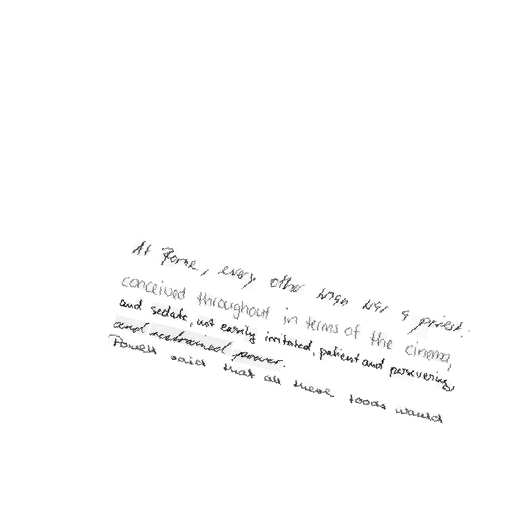 At Rome, every other man was a priest.
conceived throughout in terms of the cinema,
and sedate, not easily irritated, patient and persevering,
and restrained power.
Powell said that all these foods would